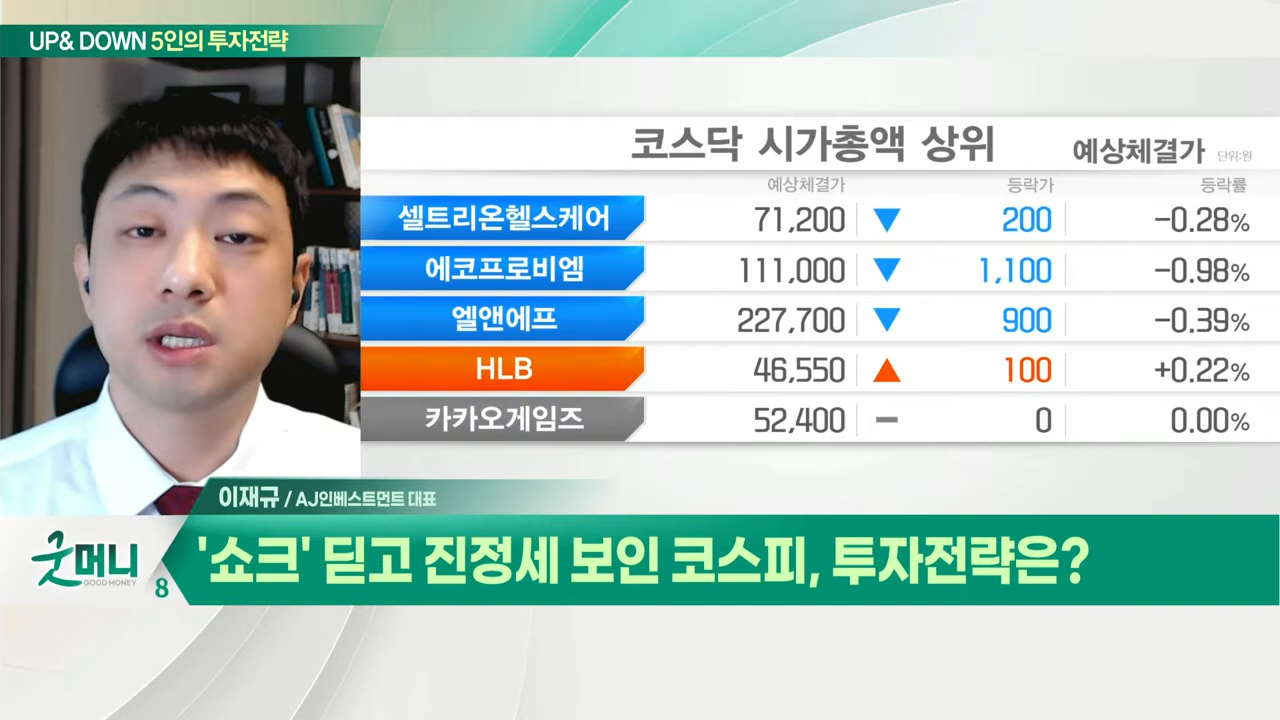 UP& DOWN 5인의 투자전략
코스닥 시가총액 상위 예상체결가 단위:원
예상체결가 등락가 등락률
셀트리온헬스케어 71,200 ▼ 200 -0.28%
에코프로비엠 111,000 ▼ 1,100 -0.98%
엘앤에프 227,700 ▼ 900 -0.39%
HLB 46,550 ▲ 100 +0.22%
카카오게임즈 52,400 - 0 0.00%
이재규 / AJ인베스트먼트 대표
굿머니 GOOD MONEY 8
'쇼크' 딛고 진정세 보인 코스피, 투자전략은?